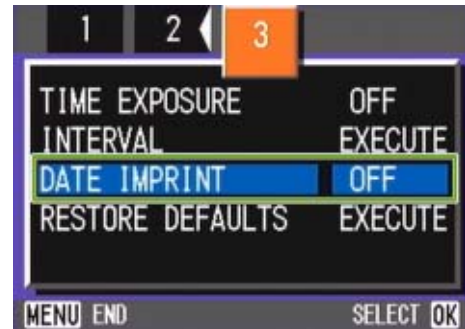 1 2 3
TIME EXPOSURE OFF
INTERVAL EXECUTE
DATE IMPRINT OFF
RESTORE DEFAULTS EXECUTE
MENU END SELECT OK